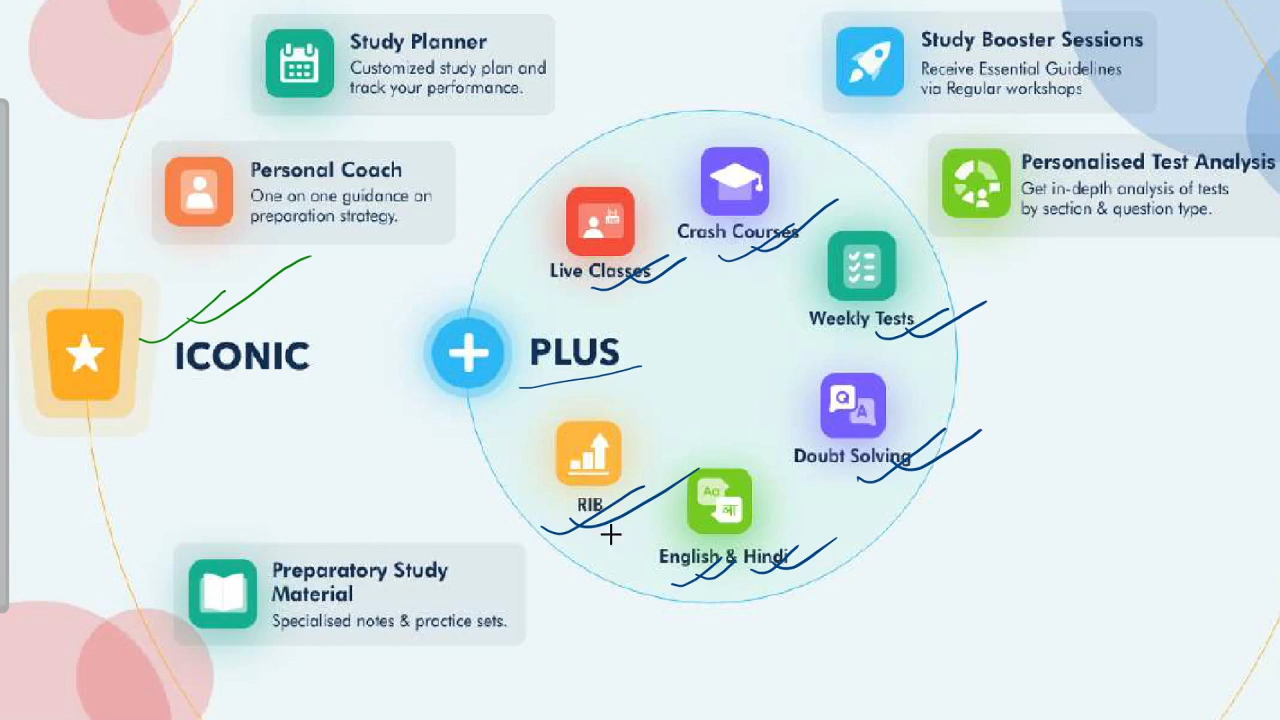 Study Planner
Customized study plan and
track your performance.
Study Booster Sessions
Receive Essential Guidelines
via Regular workshops
Personal Coach
One on one guidance on
preparation strategy.
Personalised Test Analysis
Get in-depth analysis of tests
by section & question type.
Crash Courses
Live Classes
Weekly Tests
ICONIC
PLUS
Q
A
Doubt Solving
RIB
Aa
अ
English & Hindi
Preparatory Study
Material
Specialised notes & practice sets.